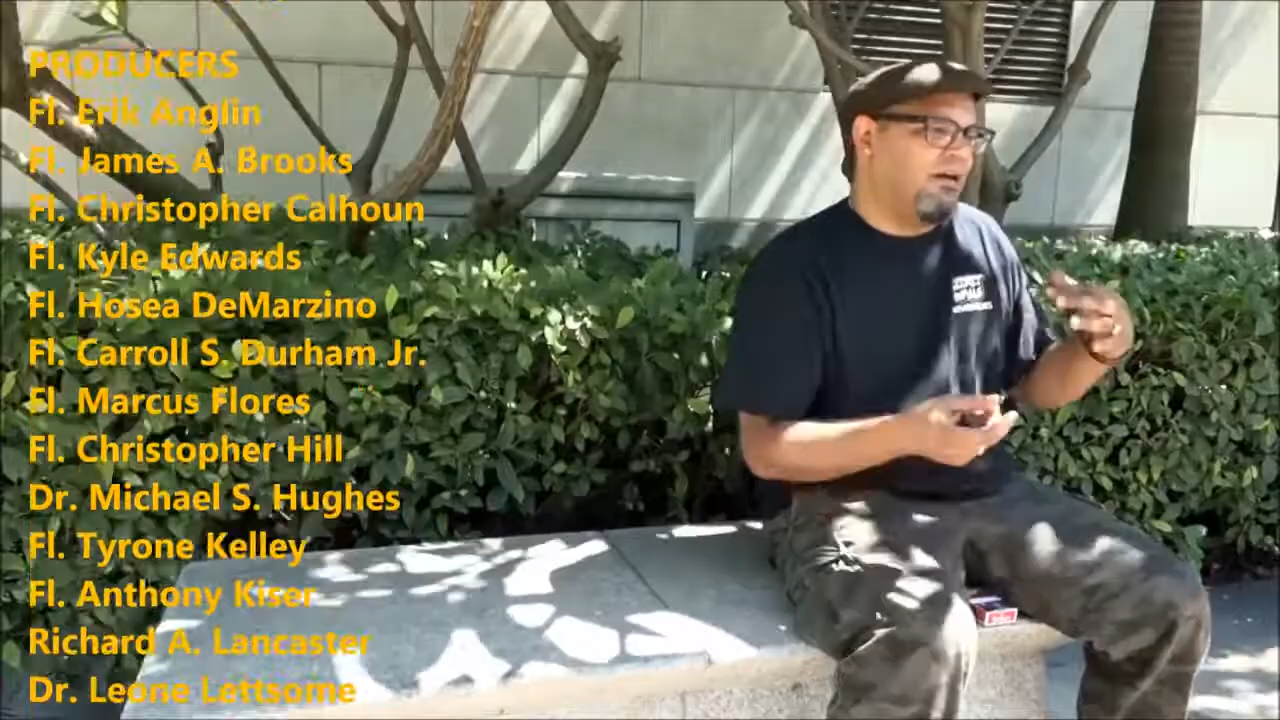 PRODUCERS
Fl. Erik Anglin
Fl. James A. Brooks
Fl. Christopher Calhoun
Fl. Kyle Edwards
Fl. Hosea DeMarzino
Fl. Carroll S. Durham Jr.
Fl. Marcus Flores
Fl. Christopher Hill
Dr. Michael S. Hughes
Fl. Tyrone Kelley
Fl. Anthony Kiser
Richard A. Lancaster
Dr. Leone Lettsome